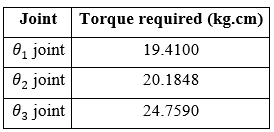 Joint Torque required (kg.cm)
θ₁ joint 19.4100
θ₂ joint 20.1848
θ₃ joint 24.7590